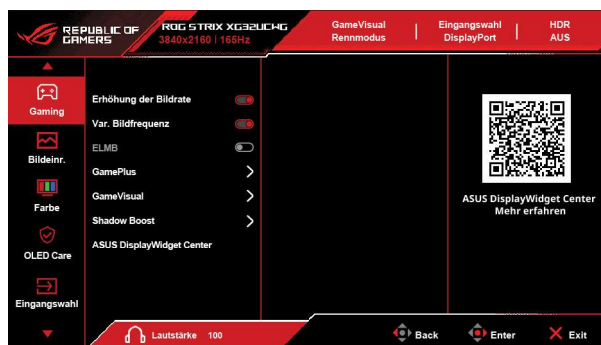 REPUBLIC OF
GAMERS
ROG STRIX XG32UCWG
3840x2160 | 165Hz
GameVisual
Rennmodus
Eingangswahl
DisplayPort
HDR
AUS
Gaming
Bildeinr.
Farbe
OLED Care
Eingangswahl
Erhöhung der Bildrate
Var. Bildfrequenz
ELMB
GamePlus
GameVisual
Shadow Boost
ASUS DisplayWidget Center
ASUS DisplayWidget Center
Mehr erfahren
Lautstärke 100
Back
Enter
Exit